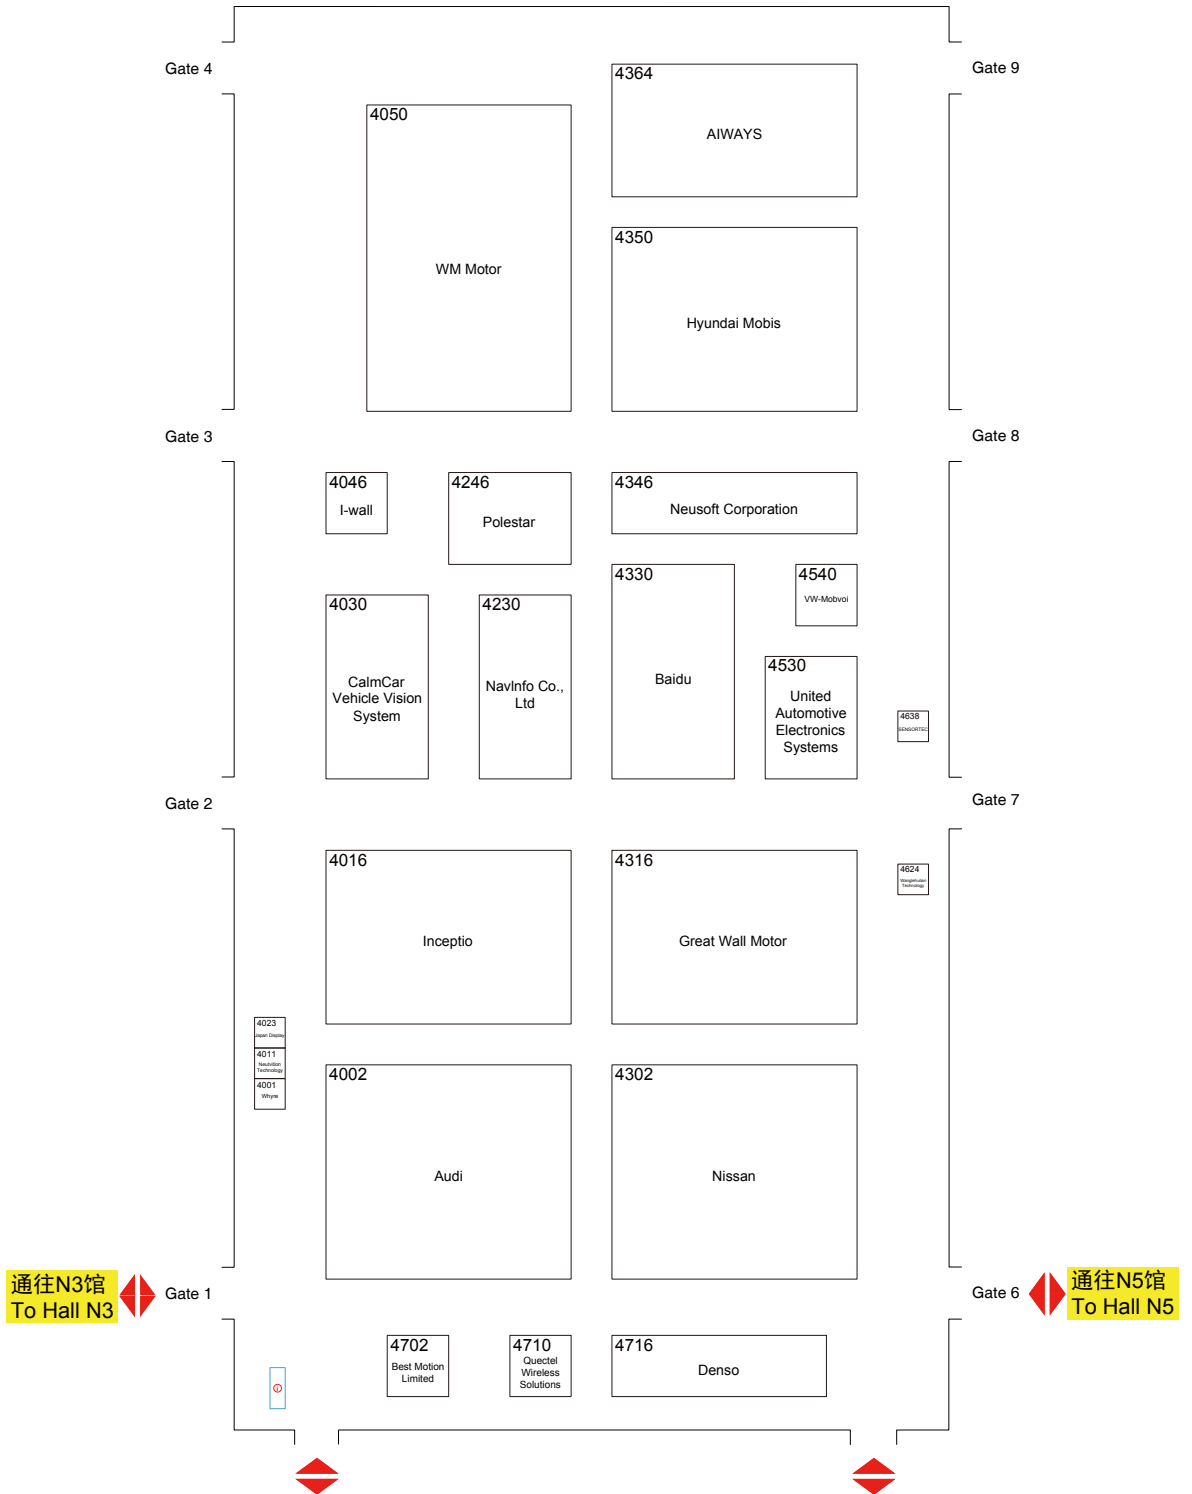 Gate 4
4364
Gate 9
4050
AIWAYS
4350
WM Motor
Hyundai Mobis
Gate 3
Gate 8
4046
I-wall
4246
Polestar
4346
Neusoft Corporation
4330
Baidu
4540
VW-Mobvoi
4030
CalmCar
Vehicle Vision
System
4230
NavInfo Co.,
Ltd
4530
United
Automotive
Electronics
Systems
4638
SENSORTEC
Gate 2
Gate 7
4016
Inceptio
4316
Great Wall Motor
4624
Technology
4023
Japan Display
4011
Neuvition
Technology
4001
Whyre
4002
Audi
4302
Nissan
通往N3馆
To Hall N3
Gate 1
Gate 6
通往N5馆
To Hall N5
4702
Best Motion
Limited
4710
Quectel
Wireless
Solutions
4716
Denso
i